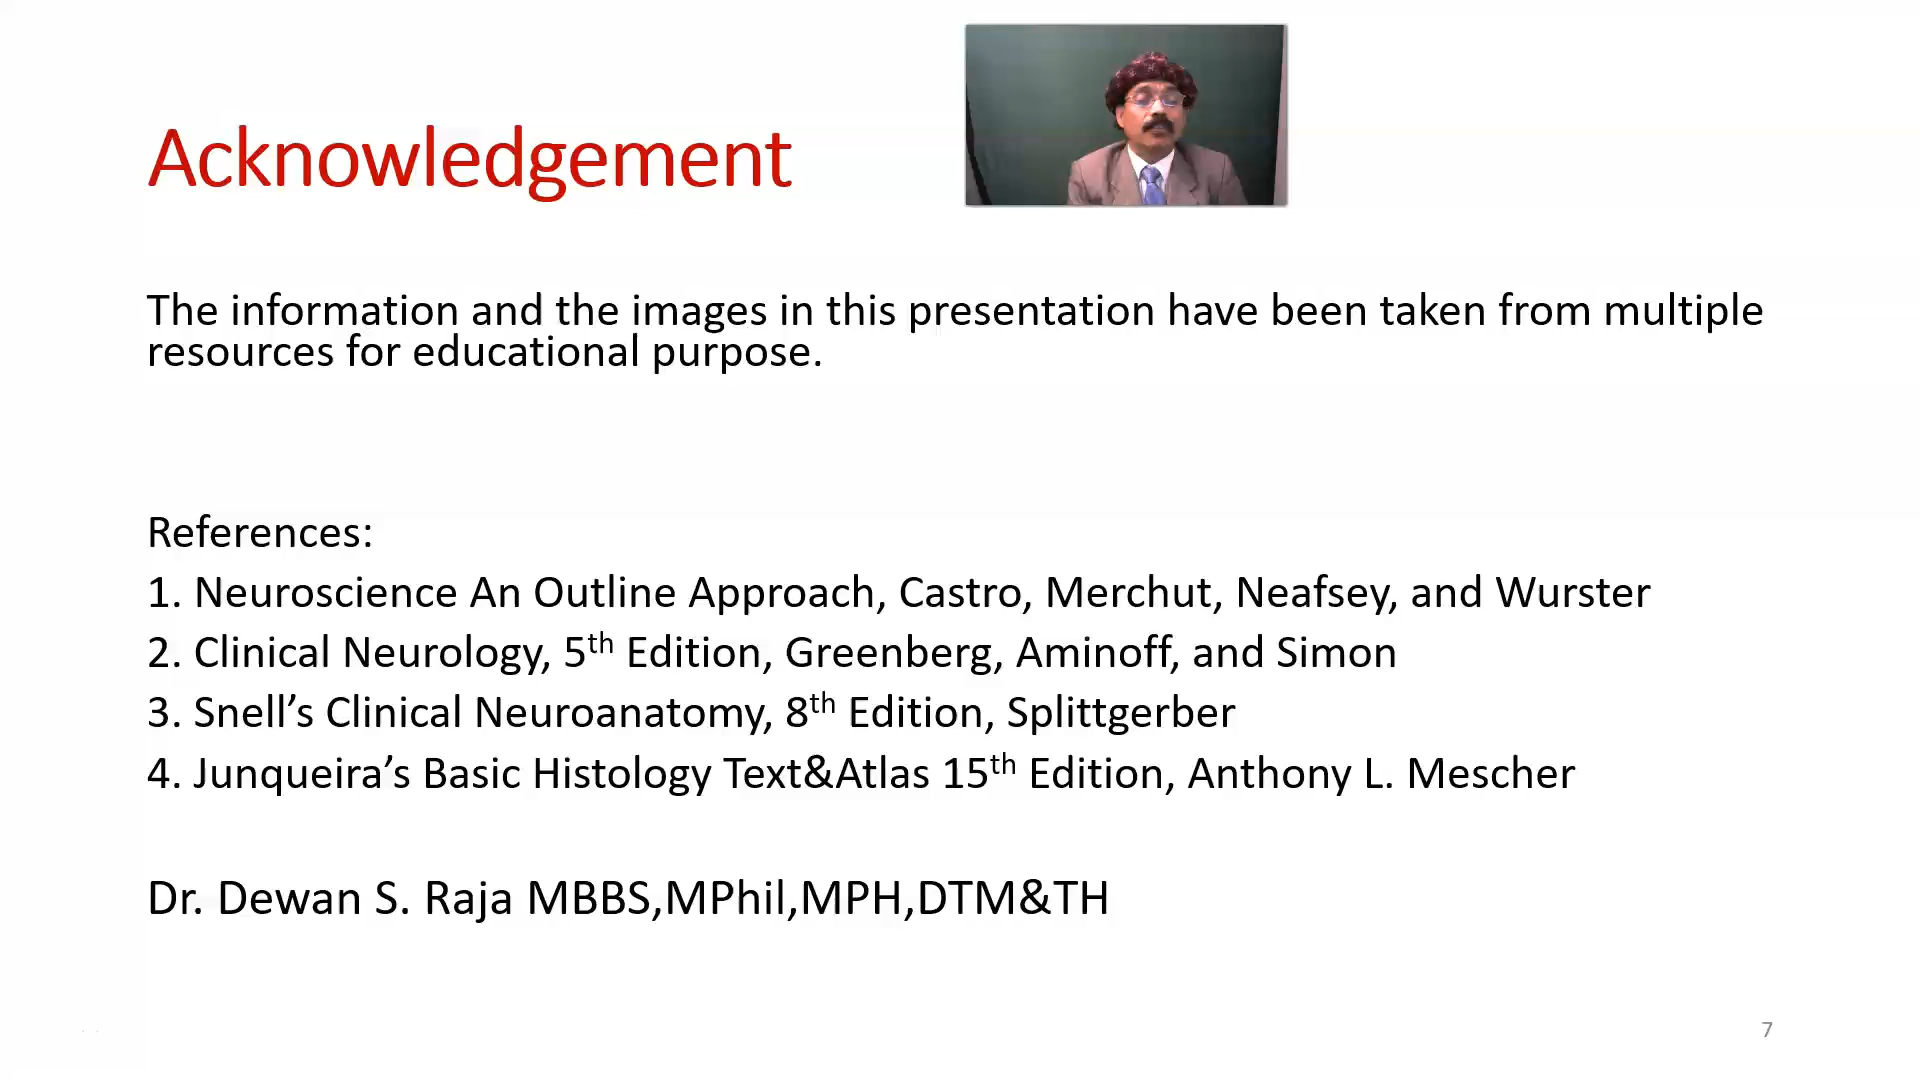 Acknowledgement
The information and the images in this presentation have been taken from multiple
resources for educational purpose.
References:
1. Neuroscience An Outline Approach, Castro, Merchut, Neafsey, and Wurster
2. Clinical Neurology, 5th Edition, Greenberg, Aminoff, and Simon
3. Snell’s Clinical Neuroanatomy, 8th Edition, Splittgerber
4. Junqueira’s Basic Histology Text&Atlas 15th Edition, Anthony L. Mescher
Dr. Dewan S. Raja MBBS,MPhil,MPH,DTM&TH
7